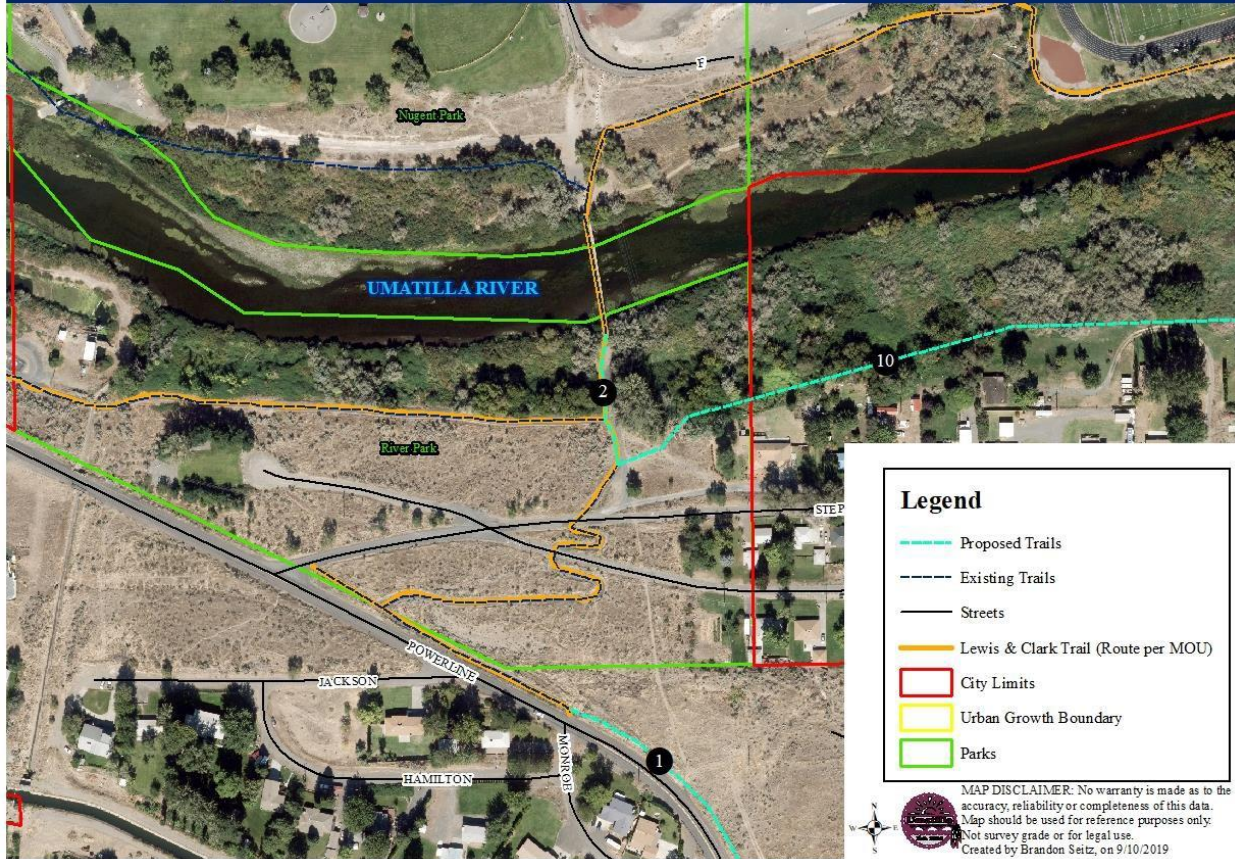 F
Nugent Park
UMATILLA RIVER
10
2
River Park
STEP
POWERLINE
JACKSON
HAMILTON
MONROE
1
Legend
Proposed Trails
Existing Trails
Streets
Lewis & Clark Trail (Route per MOU)
City Limits
Urban Growth Boundary
Parks
N
W E
S
MAP DISCLAIMER: No warranty is made as to the
accuracy, reliability or completeness of this data.
Map should be used for reference purposes only.
Not survey grade or for legal use.
Created by Brandon Seitz, on 9/10/2019